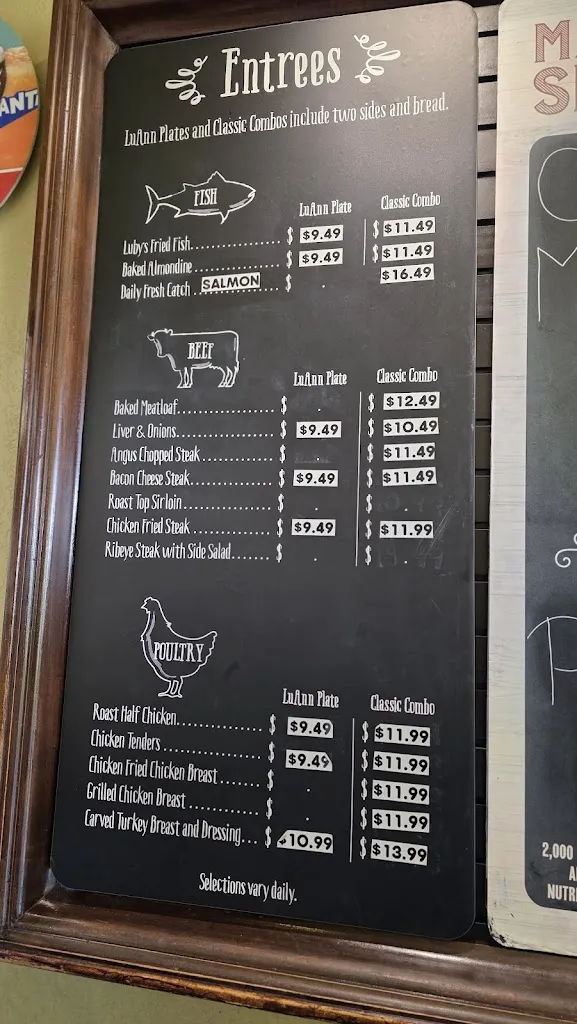 ANT
Entrees
LuAnn Plates and Classic Combos include two sides and bread.
FISH
LuAnn Plate Classic Combo
Luby's Fried Fish.................... $ $9.49 $ $11.49
Baked Almondine .................... $ $9.49 $ $11.49
Daily Fresh Catch .. SALMON .... $ . $16.49
BEEF
LuAnn Plate Classic Combo
Baked Meatloaf...................... $ . $ $12.49
Liver & Onions...................... $ $9.49 $ $10.49
Angus Chopped Steak................. $ . $ $11.49
Bacon Cheese Steak.................. $ $9.49 $ $11.49
Roast Top Sirloin................... $ . $ .
Chicken Fried Steak................. $ $9.49 $ $11.99
Ribeye Steak with Side Salad....... $ . $ .
POULTRY
LuAnn Plate Classic Combo
Roast Half Chicken.................. $ $9.49 $ $11.99
Chicken Tenders .................... $ $9.49 $ $11.99
Chicken Fried Chicken Breast ....... $ . $ $11.99
Grilled Chicken Breast ............. $ . $ $11.99
Carved Turkey Breast and Dressing... $ 10.99 $ $13.99
Selections vary daily.
M
S
2,000
A
NUTRI